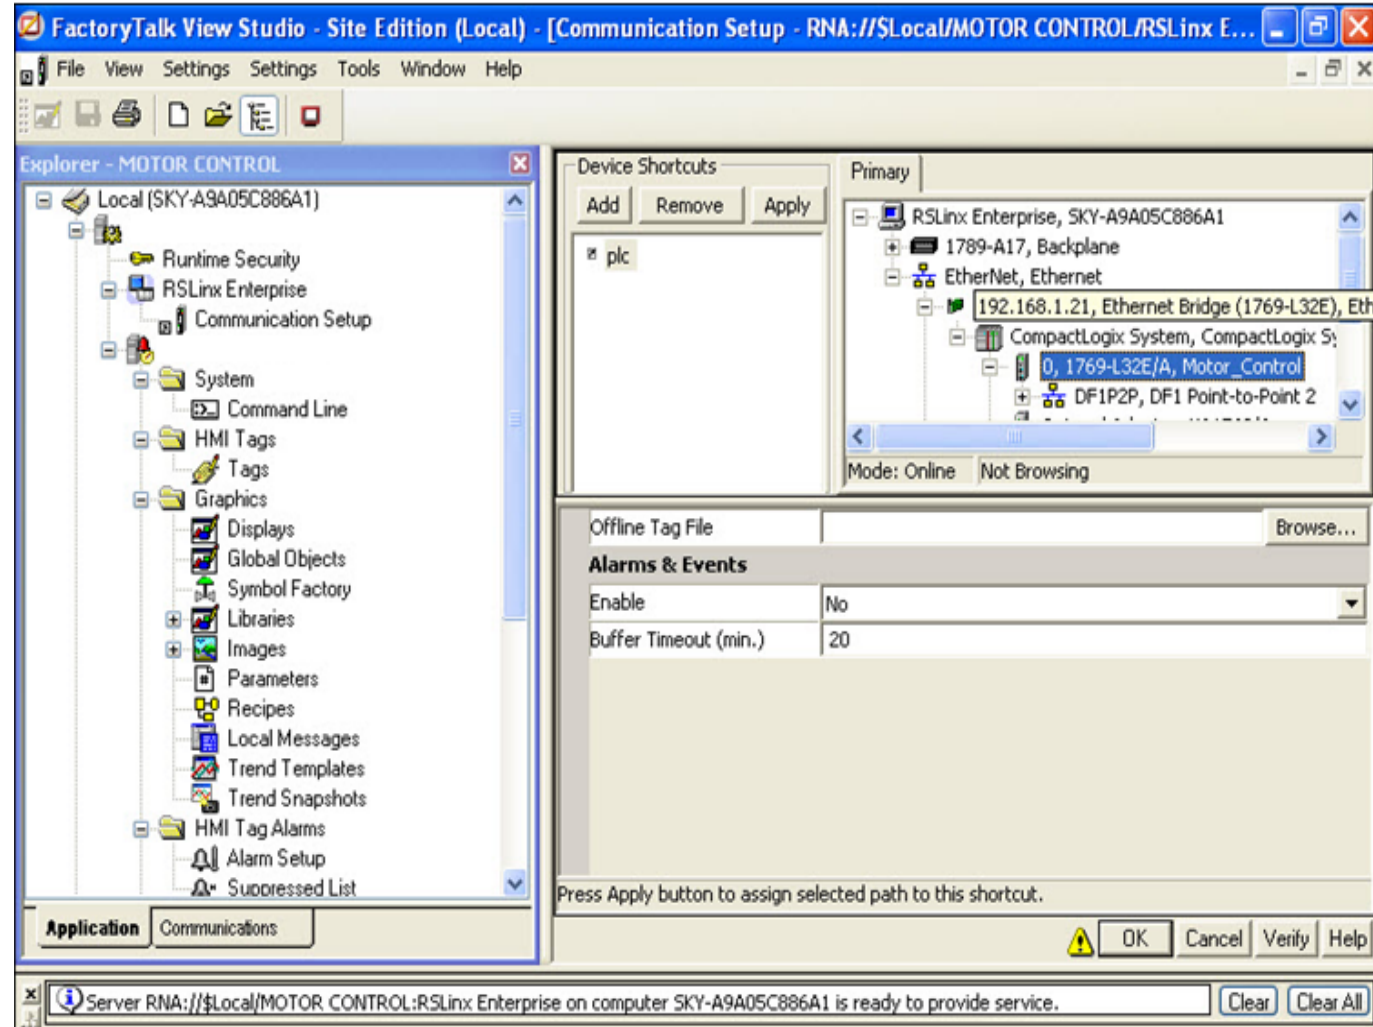 FactoryTalk View Studio - Site Edition (Local) - [Communication Setup - RNA://$Local/MOTOR CONTROL/RSLinx E...
File View Settings Settings Tools Window Help
Explorer - MOTOR CONTROL
Local (SKY-A9A05C886A1)
Runtime Security
RSLinx Enterprise
Communication Setup
System
Command Line
HMI Tags
Tags
Graphics
Displays
Global Objects
Symbol Factory
Libraries
Images
Parameters
Recipes
Local Messages
Trend Templates
Trend Snapshots
HMI Tag Alarms
Alarm Setup
Suppressed List
Application Communications
Device Shortcuts
Add Remove Apply
plc
Primary
RSLinx Enterprise, SKY-A9A05C886A1
1789-A17, Backplane
EtherNet, Ethernet
192.168.1.21, Ethernet Bridge (1769-L32E), Eth
CompactLogix System, CompactLogix Sy
0, 1769-L32E/A, Motor_Control
DF1P2P, DF1 Point-to-Point 2
Mode: Online Not Browsing
Offline Tag File Browse...
Alarms & Events
Enable No
Buffer Timeout (min.) 20
Press Apply button to assign selected path to this shortcut.
OK Cancel Verify Help
Server RNA://$Local/MOTOR CONTROL:RSLinx Enterprise on computer SKY-A9A05C886A1 is ready to provide service. Clear Clear All